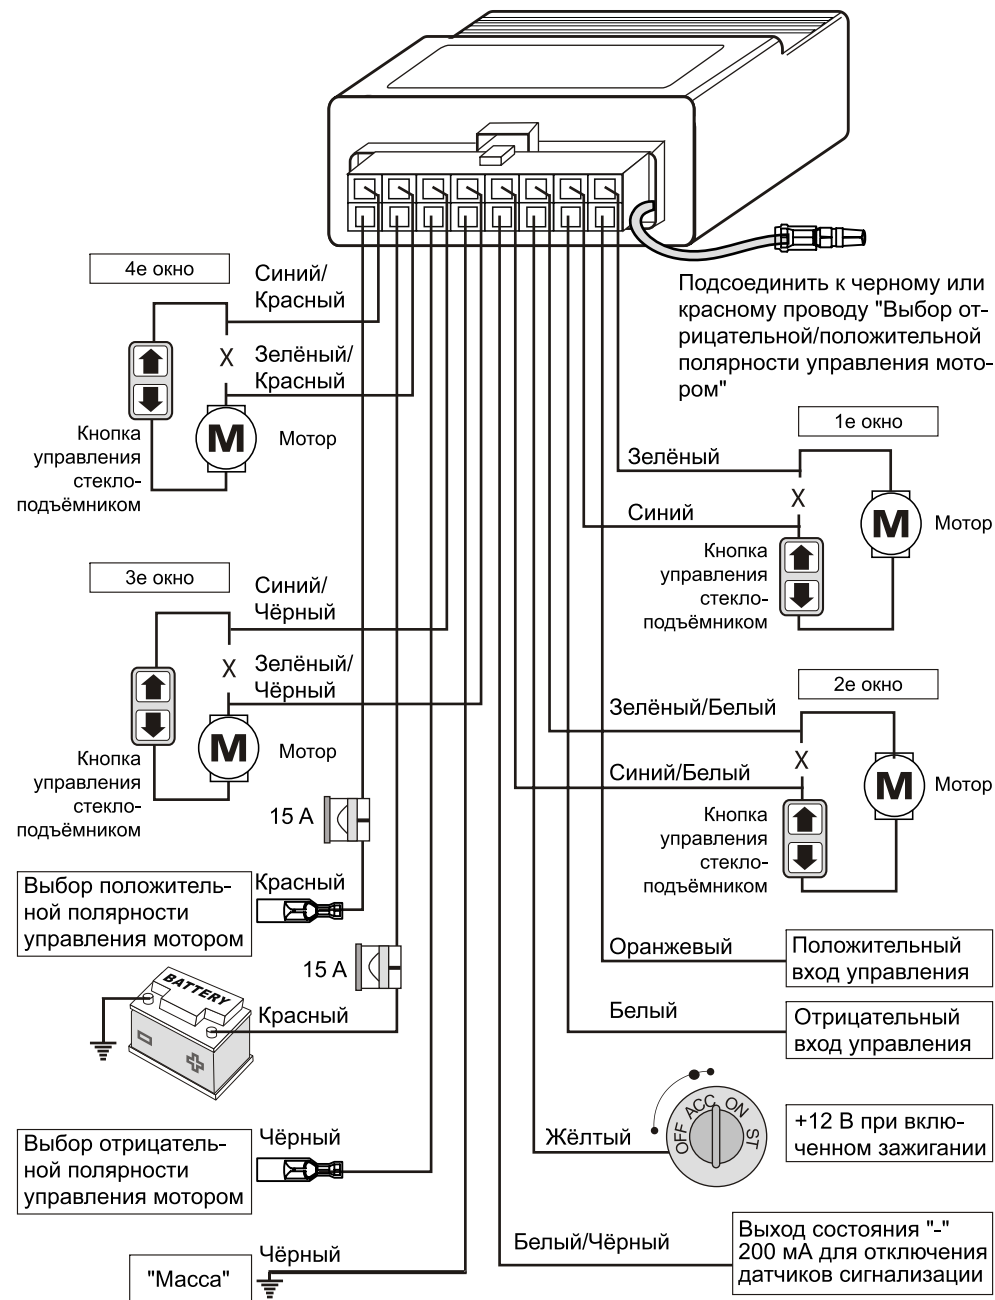 Подсоединить к черному или
красному проводу "Выбор от-
рицательной/положительной
полярности управления мото-
ром"
4е окно
Синий/
Красный
X
Зелёный/
Красный
M
Мотор
Кнопка
управления
стекло-
подъёмником
1е окно
Зелёный
X
Синий
M
Мотор
Кнопка
управления
стекло-
подъёмником
3е окно
Синий/
Чёрный
X
Зелёный/
Чёрный
M
Мотор
Кнопка
управления
стекло-
подъёмником
2е окно
Зелёный/Белый
X
Синий/Белый
M
Мотор
Кнопка
управления
стекло-
подъёмником
15 А
Выбор положитель-
ной полярности
управления мотором
Красный
15 А
BATTERY
Красный
Оранжевый
Положительный
вход управления
Белый
Отрицательный
вход управления
Выбор отрицатель-
ной полярности
управления мотором
Чёрный
Жёлтый
OFF ACC ON ST
+12 В при вклю-
ченном зажигании
"Масса"
Чёрный
Белый/Чёрный
Выход состояния "-"
200 мА для отключения
датчиков сигнализации